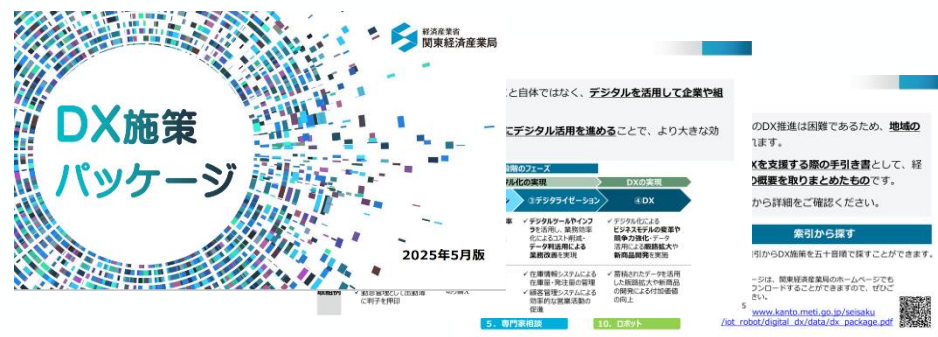 経済産業省
関東経済産業局
DX施策
パッケージ
2025年5月版
と自体ではなく、デジタルを活用して企業や組
にデジタル活用を進めることで、より大きな効
階のフェーズ
ル化の実現
DXの実現
③デジタライゼーション
④DX
✓デジタルツールやインフ
ラを活用し、業務効率
化によるコスト削減・
データ利活用による
業務改善を実現
✓デジタル化による
ビジネスモデルの変革や
競争力強化・データ
活用による販路拡大や
新商品開発を実施
✓在庫情報システムによる
在庫量・発注量の管理
✓顧客管理システムによる
効率的な営業活動の
促進
✓蓄積されたデータを活用
した販路拡大や新商品
の開発による付加価値
の向上
に判子を押印
5．専門家相談
10．ロボット
のDX推進は困難であるため、地域の
れます。
Xを支援する際の手引き書として、経
の概要を取りまとめたものです。
から詳細をご確認ください。
索引から探す
索引からDX施策を五十音順で探すことができます。
ージは、関東経済産業局のホームページでも
ウンロードすることができますので、ぜひご
さい。
5
www.kanto.meti.go.jp/seisaku
/iot_robot/digital_dx/data/dx_package.pdf